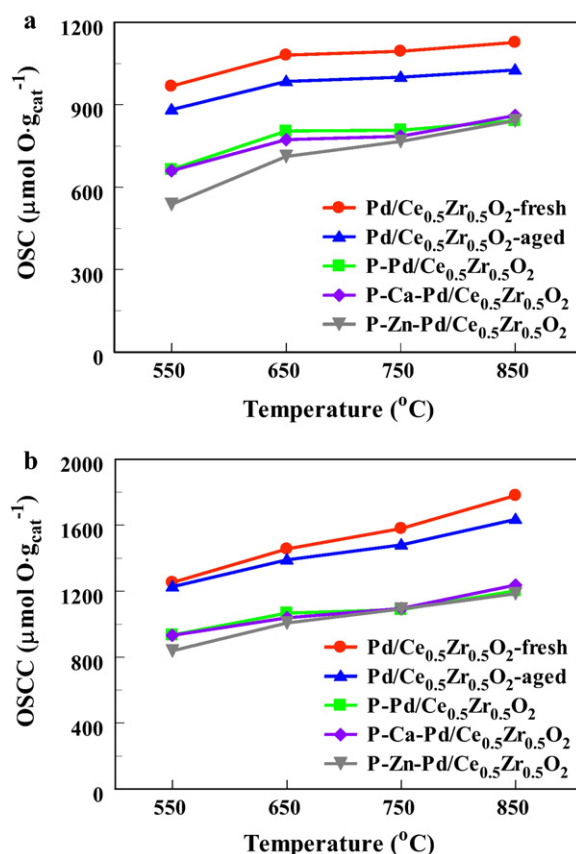 a
1200
900
600
300
0
OSC (μmol O·g_cat^-1)
Pd/Ce0.5Zr0.5O2-fresh
Pd/Ce0.5Zr0.5O2-aged
P-Pd/Ce0.5Zr0.5O2
P-Ca-Pd/Ce0.5Zr0.5O2
P-Zn-Pd/Ce0.5Zr0.5O2
550 650 750 850
Temperature (°C)
b
2000
1600
1200
800
400
0
OSCC (μmol O·g_cat^-1)
Pd/Ce0.5Zr0.5O2-fresh
Pd/Ce0.5Zr0.5O2-aged
P-Pd/Ce0.5Zr0.5O2
P-Ca-Pd/Ce0.5Zr0.5O2
P-Zn-Pd/Ce0.5Zr0.5O2
550 650 750 850
Temperature (°C)